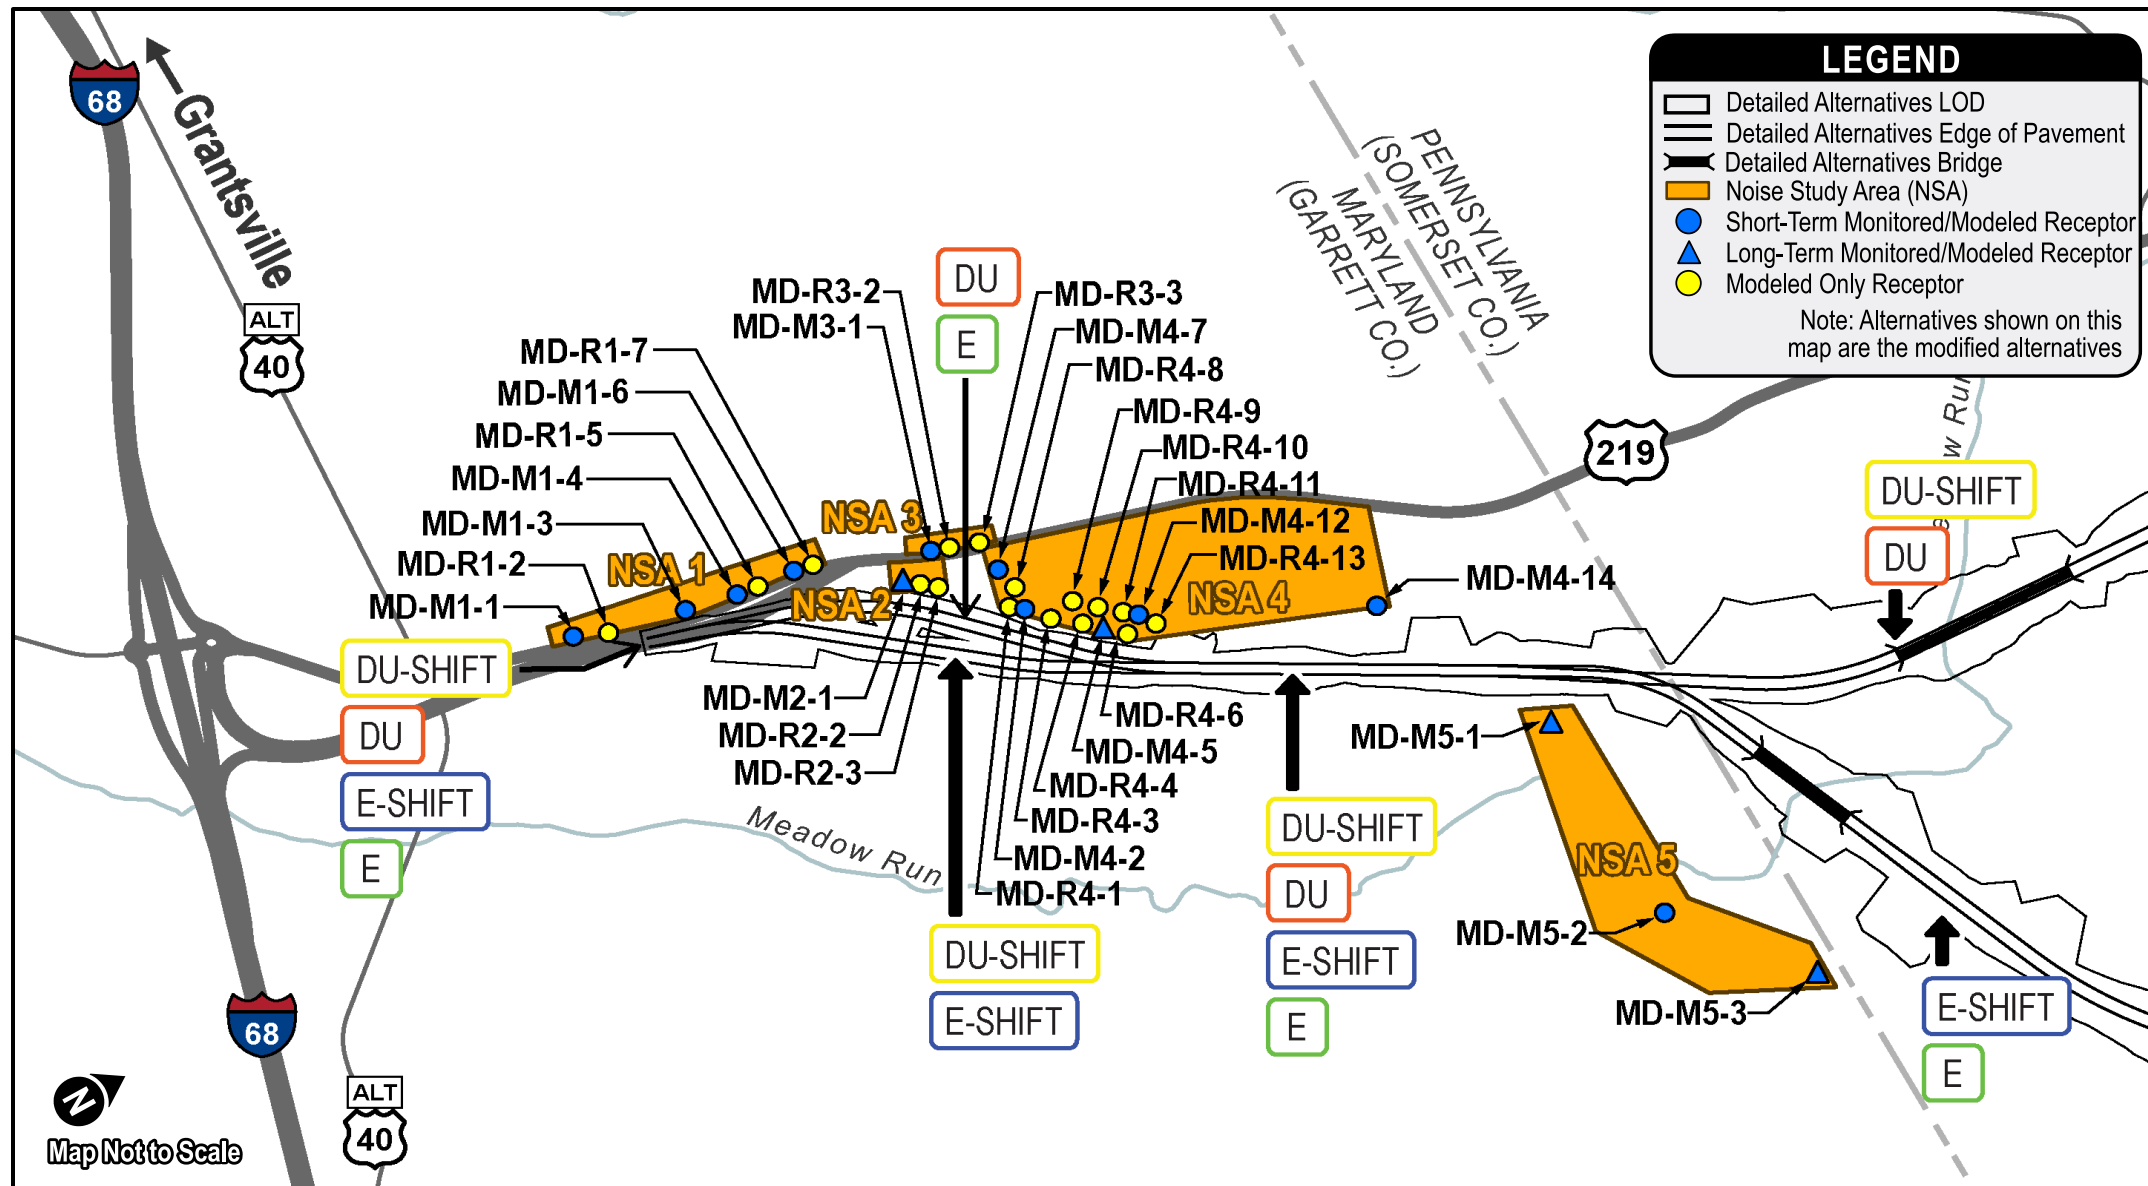 LEGEND
Detailed Alternatives LOD
Detailed Alternatives Edge of Pavement
Detailed Alternatives Bridge
Noise Study Area (NSA)
Short-Term Monitored/Modeled Receptor
Long-Term Monitored/Modeled Receptor
Modeled Only Receptor
Note: Alternatives shown on this
map are the modified alternatives
68
Grantsville
ALT
40
PENNSYLVANIA
(SOMERSET CO.)
MARYLAND
(GARRETT CO.)
219
DU
E
MD-R3-2
MD-M3-1
MD-R1-7
MD-M1-6
MD-R1-5
MD-M1-4
MD-M1-3
MD-R1-2
MD-M1-1
MD-R3-3
MD-M4-7
MD-R4-8
MD-R4-9
MD-R4-10
MD-R4-11
MD-M4-12
MD-R4-13
MD-M4-14
NSA 1
NSA 2
NSA 3
NSA 4
NSA 5
DU-SHIFT
DU
DU-SHIFT
DU
E-SHIFT
E
MD-M2-1
MD-R2-2
MD-R2-3
MD-R4-6
MD-M4-5
MD-R4-4
MD-R4-3
MD-M4-2
MD-R4-1
Meadow Run
DU-SHIFT
E-SHIFT
DU-SHIFT
DU
E-SHIFT
E
MD-M5-1
MD-M5-2
MD-M5-3
E-SHIFT
E
68
ALT
40
N
Map Not to Scale